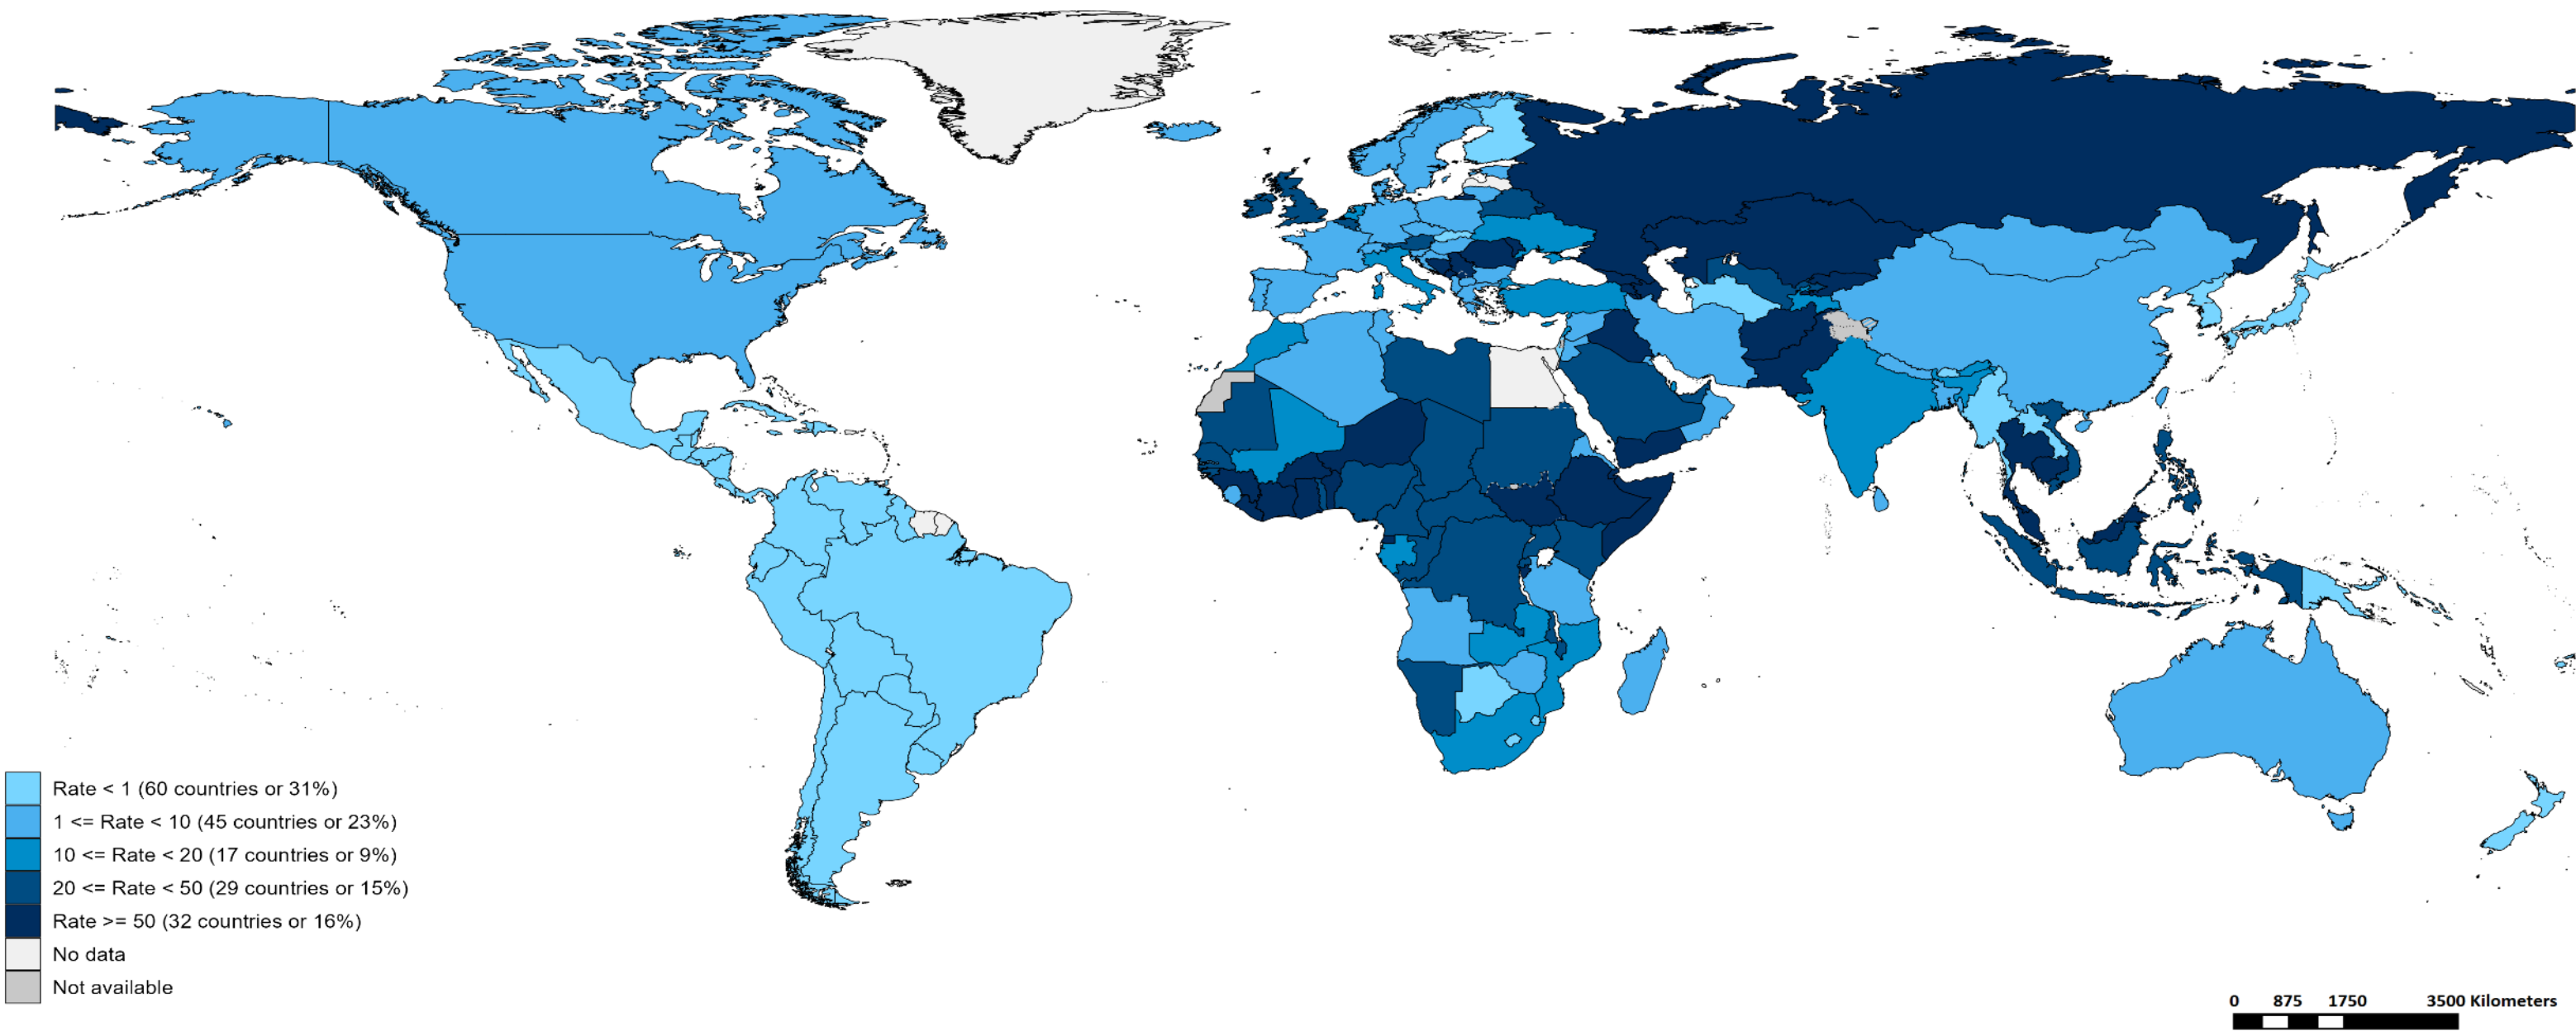 Rate < 1 (60 countries or 31%)
1 <= Rate < 10 (45 countries or 23%)
10 <= Rate < 20 (17 countries or 9%)
20 <= Rate < 50 (29 countries or 15%)
Rate >= 50 (32 countries or 16%)
No data
Not available
0 875 1750 3500 Kilometers